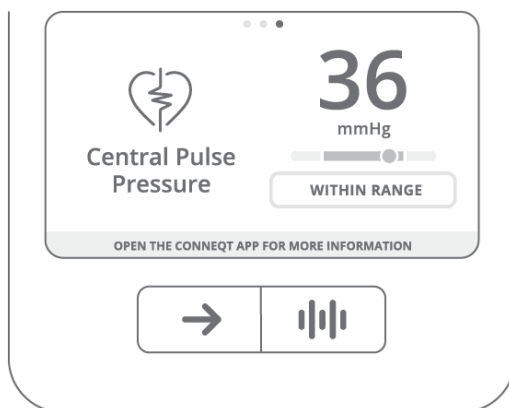 36
mmHg
Central Pulse
Pressure
WITHIN RANGE
OPEN THE CONNEQT APP FOR MORE INFORMATION